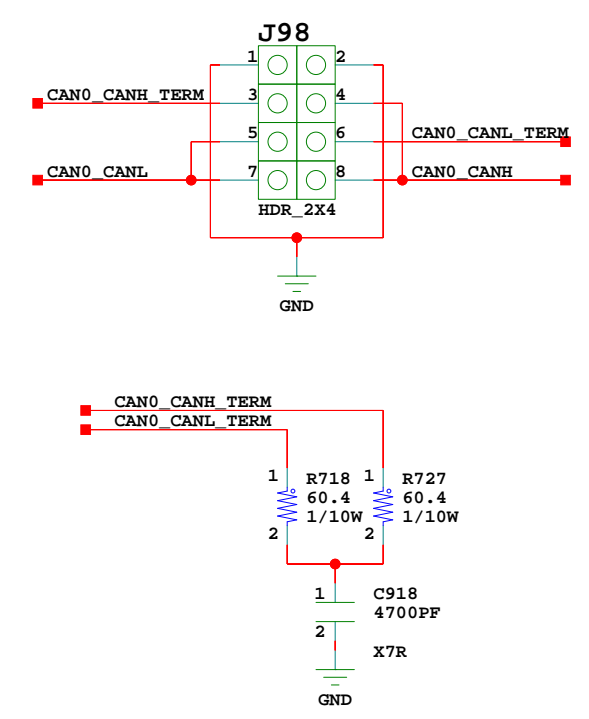 J98
1 2
CAN0_CANH_TERM 3 4
5 6 CAN0_CANL_TERM
CAN0_CANL 7 8 CAN0_CANH
HDR_2X4
GND
CAN0_CANH_TERM
CAN0_CANL_TERM
1 R718 1 R727
60.4 60.4
1/10W 1/10W
2 2
1 C918
4700PF
2
X7R
GND